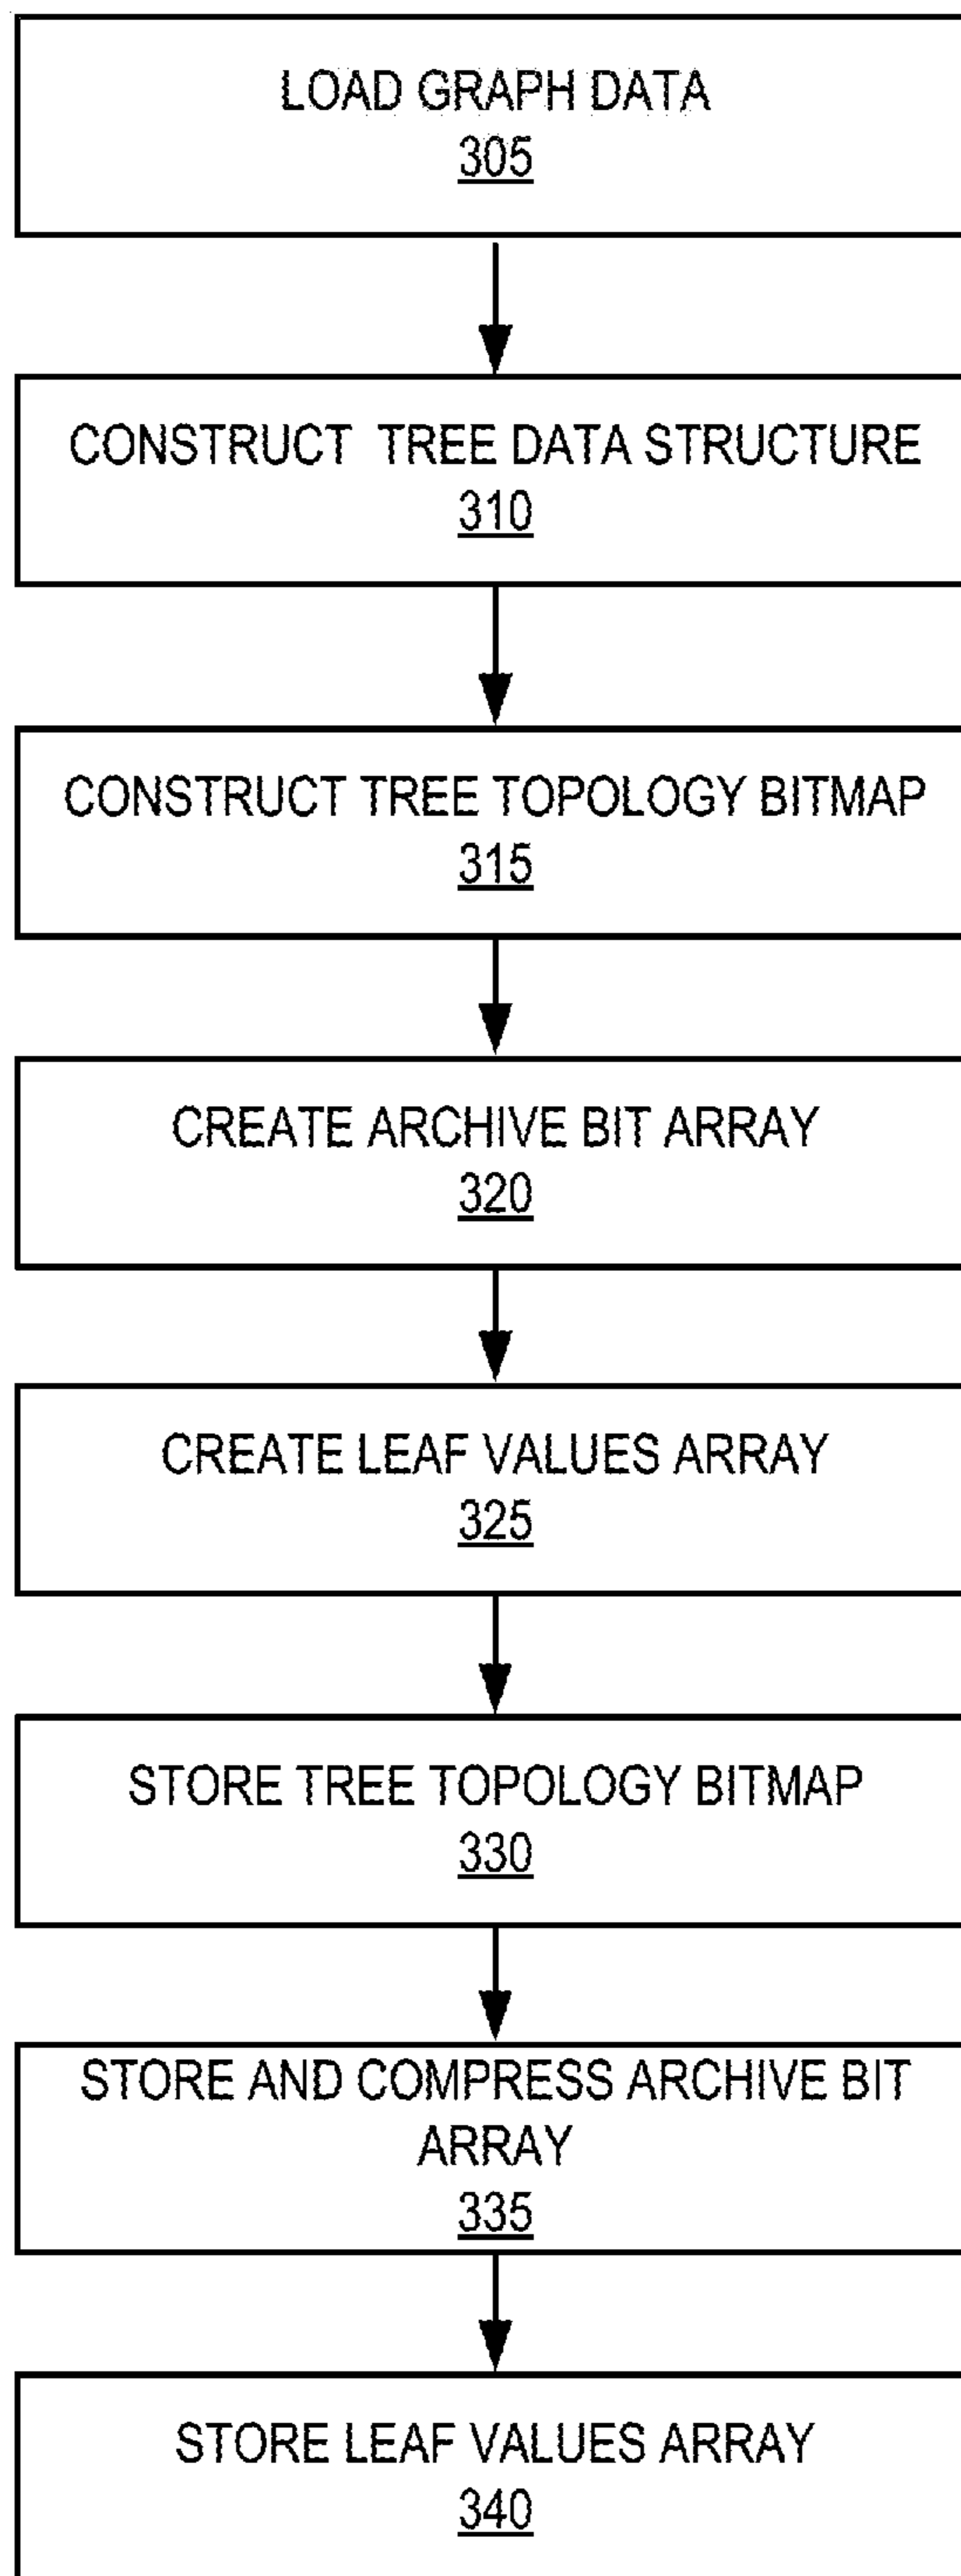 LOAD GRAPH DATA
305
CONSTRUCT TREE DATA STRUCTURE
310
CONSTRUCT TREE TOPOLOGY BITMAP
315
CREATE ARCHIVE BIT ARRAY
320
CREATE LEAF VALUES ARRAY
325
STORE TREE TOPOLOGY BITMAP
330
STORE AND COMPRESS ARCHIVE BIT
ARRAY
335
STORE LEAF VALUES ARRAY
340